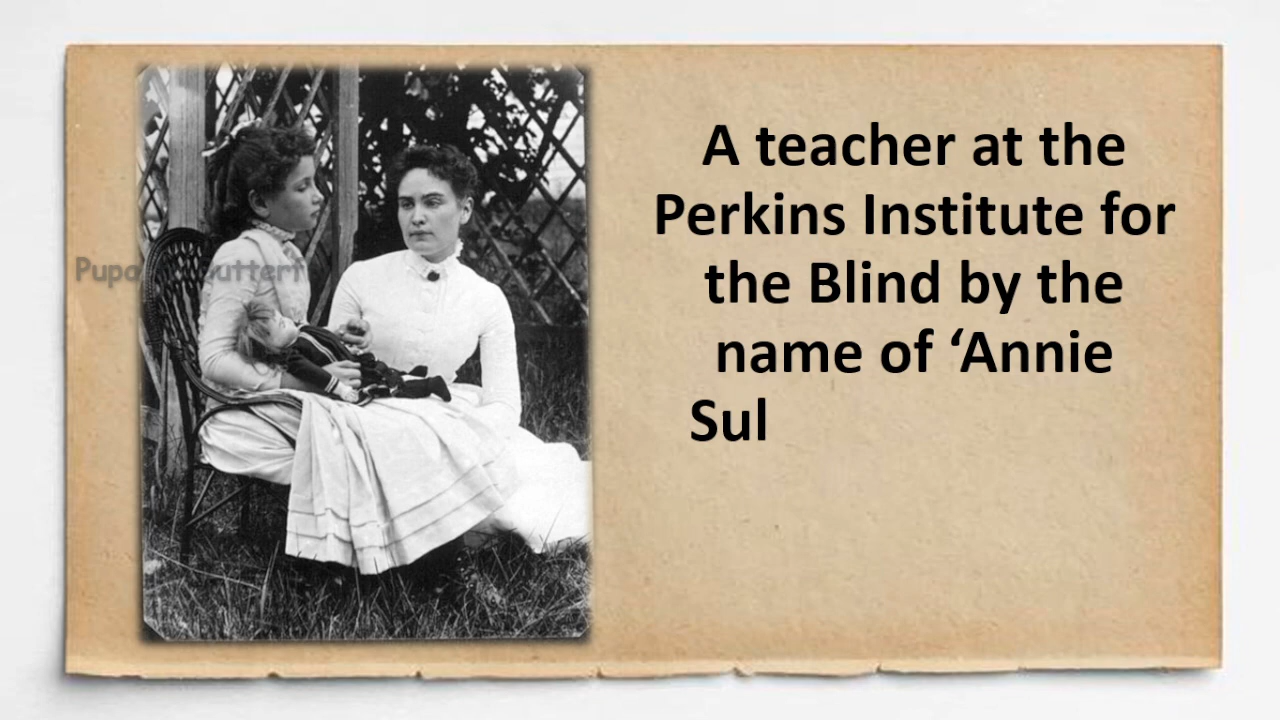 A teacher at the
Perkins Institute for
the Blind by the
name of ‘Annie
Sul